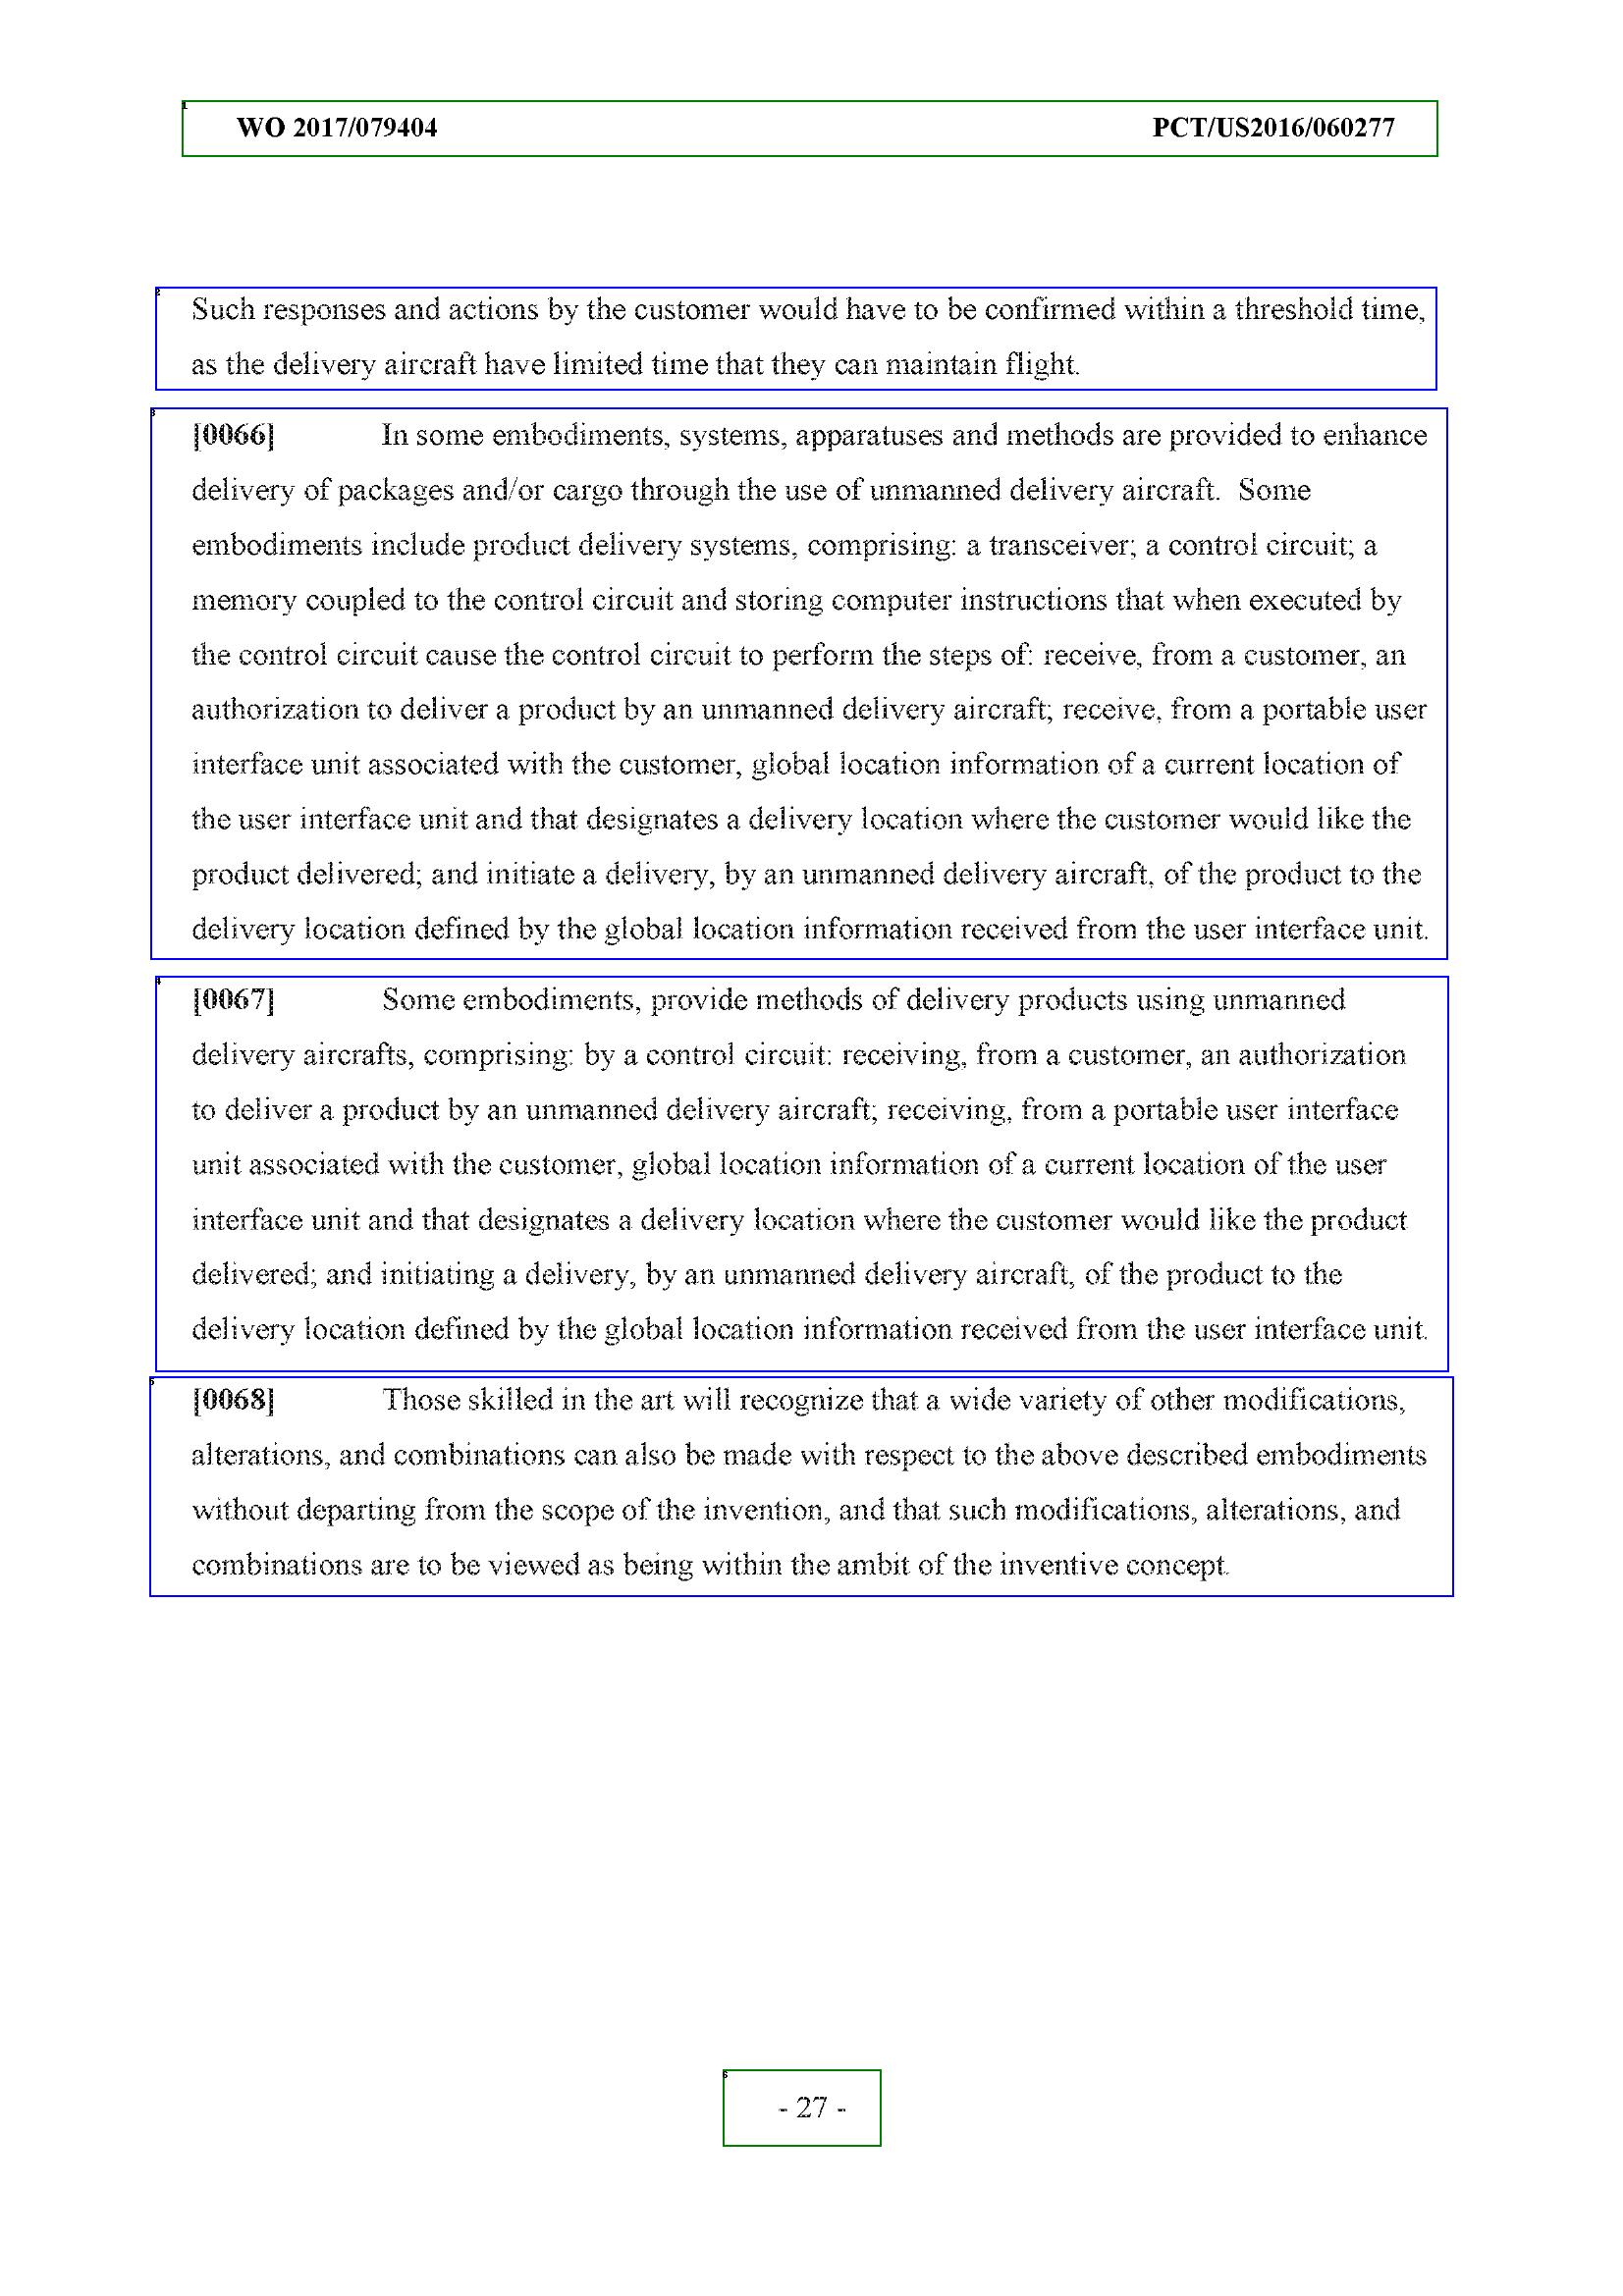 WO 2017/079404 PCT/US2016/060277
Such responses and actions by the customer would have to be confirmed within a threshold time,
as the delivery aircraft have limited time that they can maintain flight.
[0066] In some embodiments, systems, apparatuses and methods are provided to enhance
delivery of packages and/or cargo through the use of unmanned delivery aircraft. Some
embodiments include product delivery systems, comprising: a transceiver; a control circuit; a
memory coupled to the control circuit and storing computer instructions that when executed by
the control circuit cause the control circuit to perform the steps of: receive, from a customer, an
authorization to deliver a product by an unmanned delivery aircraft; receive, from a portable user
interface unit associated with the customer, global location information of a current location of
the user interface unit and that designates a delivery location where the customer would like the
product delivered; and initiate a delivery, by an unmanned delivery aircraft, of the product to the
delivery location defined by the global location information received from the user interface unit.
[0067] Some embodiments, provide methods of delivery products using unmanned
delivery aircrafts, comprising: by a control circuit: receiving, from a customer, an authorization
to deliver a product by an unmanned delivery aircraft; receiving, from a portable user interface
unit associated with the customer, global location information of a current location of the user
interface unit and that designates a delivery location where the customer would like the product
delivered; and initiating a delivery, by an unmanned delivery aircraft, of the product to the
delivery location defined by the global location information received from the user interface unit.
[0068] Those skilled in the art will recognize that a wide variety of other modifications,
alterations, and combinations can also be made with respect to the above described embodiments
without departing from the scope of the invention, and that such modifications, alterations, and
combinations are to be viewed as being within the ambit of the inventive concept.
- 27 -